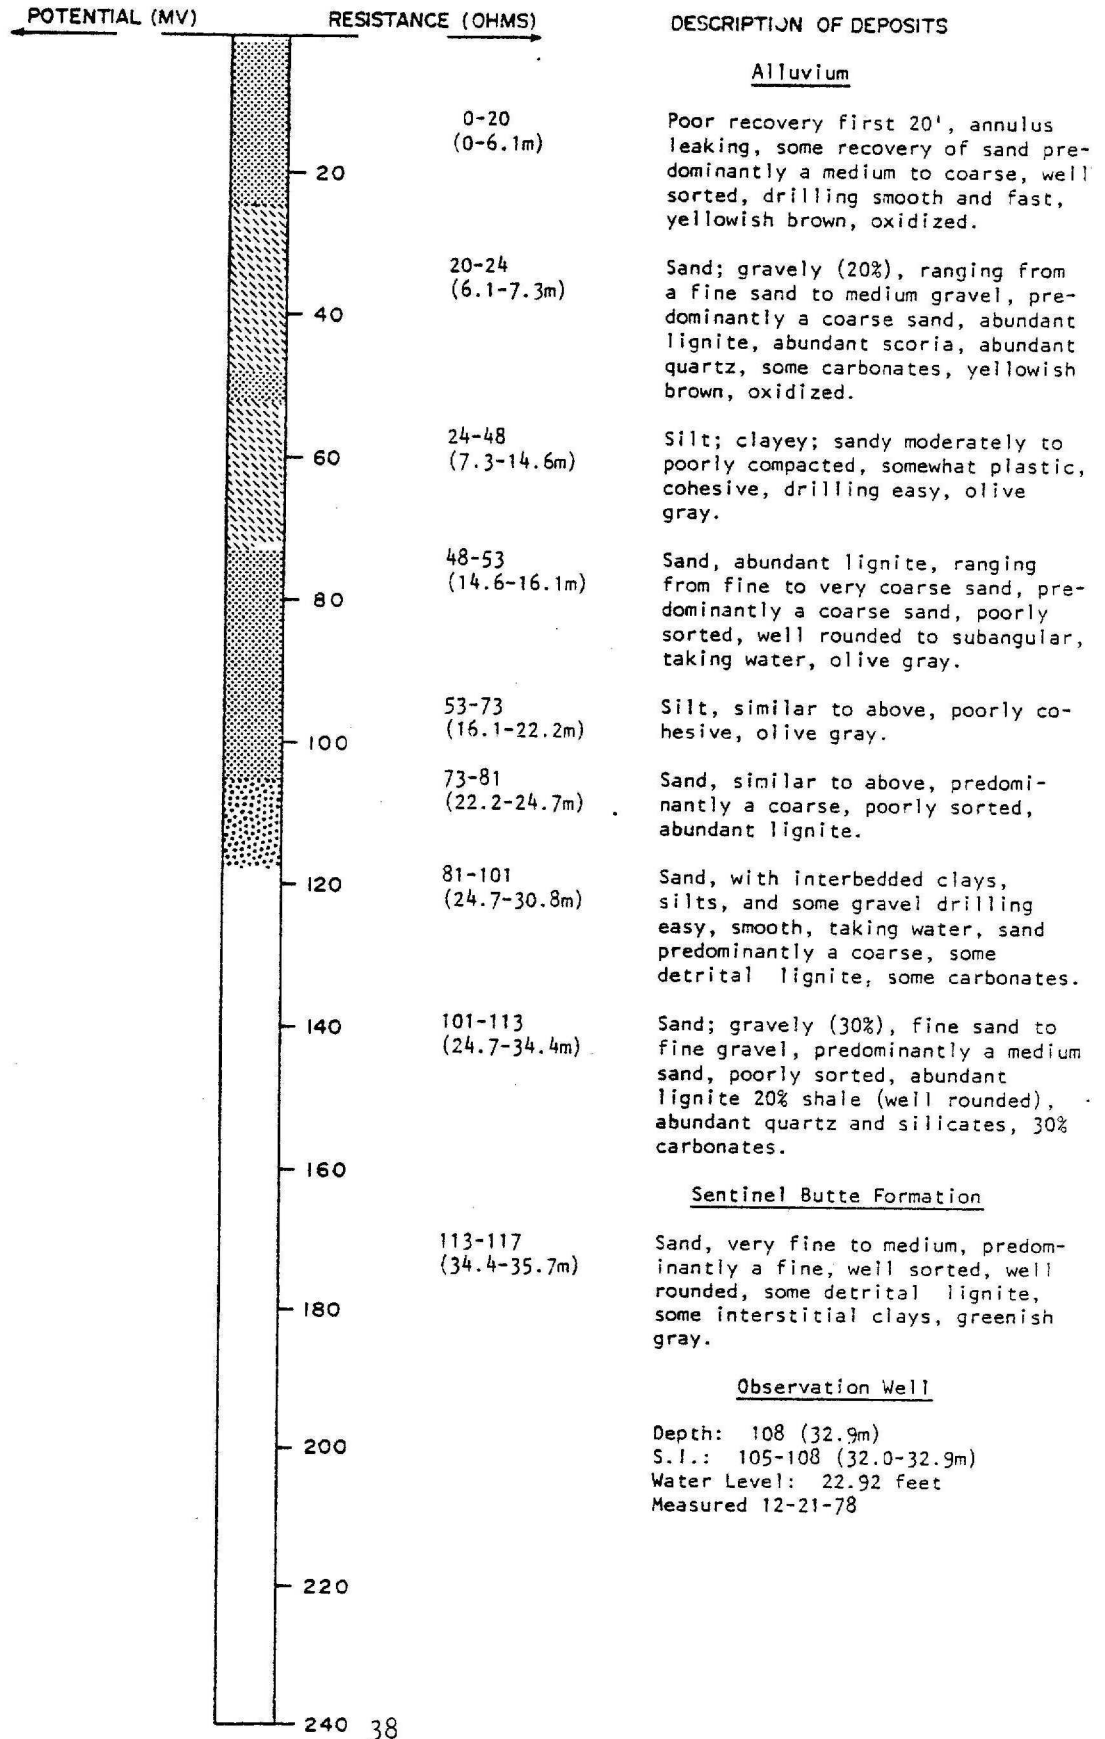 POTENTIAL (MV) RESISTANCE (OHMS) DESCRIPTION OF DEPOSITS
Alluvium
0-20
(0-6.1m)
Poor recovery first 20', annulus
leaking, some recovery of sand pre-
dominantly a medium to coarse, well
sorted, drilling smooth and fast,
yellowish brown, oxidized.
20
20-24
(6.1-7.3m)
Sand; gravely (20%), ranging from
a fine sand to medium gravel, pre-
dominantly a coarse sand, abundant
lignite, abundant scoria, abundant
quartz, some carbonates, yellowish
brown, oxidized.
40
24-48
(7.3-14.6m)
Silt; clayey; sandy moderately to
poorly compacted, somewhat plastic,
cohesive, drilling easy, olive
gray.
60
48-53
(14.6-16.1m)
Sand, abundant lignite, ranging
from fine to very coarse sand, pre-
dominantly a coarse sand, poorly
sorted, well rounded to subangular,
taking water, olive gray.
80
53-73
(16.1-22.2m)
Silt, similar to above, poorly co-
hesive, olive gray.
100
73-81
(22.2-24.7m)
Sand, similar to above, predomi-
nantly a coarse, poorly sorted,
abundant lignite.
81-101
(24.7-30.8m)
Sand, with interbedded clays,
silts, and some gravel drilling
easy, smooth, taking water, sand
predominantly a coarse, some
detrital lignite, some carbonates.
120
101-113
(24.7-34.4m)
Sand; gravely (30%), fine sand to
fine gravel, predominantly a medium
sand, poorly sorted, abundant
lignite 20% shale (well rounded),
abundant quartz and silicates, 30%
carbonates.
140
160
Sentinel Butte Formation
113-117
(34.4-35.7m)
Sand, very fine to medium, predom-
inantly a fine, well sorted, well
rounded, some detrital lignite,
some interstitial clays, greenish
gray.
180
Observation Well
Depth: 108 (32.9m)
S.I.: 105-108 (32.0-32.9m)
Water Level: 22.92 feet
Measured 12-21-78
200
220
240
38